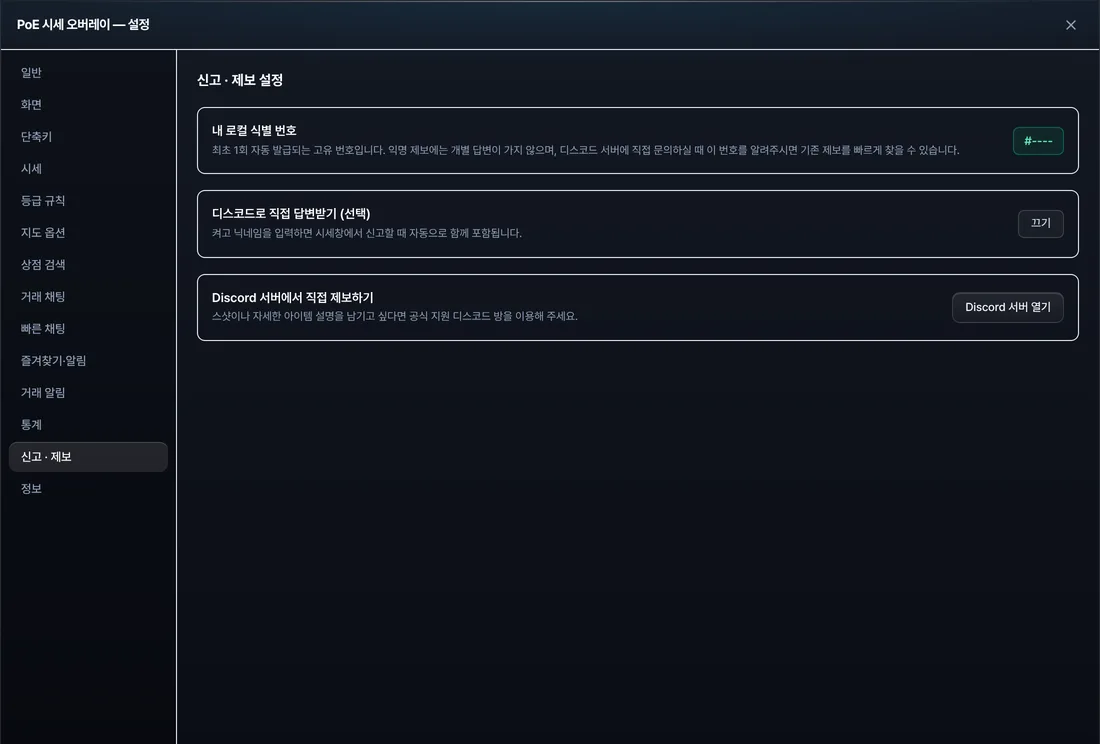 PoE 시세 오버레이 — 설정
일반
화면
단축키
시세
등급 규칙
지도 옵션
상점 검색
거래 채팅
빠른 채팅
즐겨찾기·알림
거래 알림
통계
신고 · 제보
정보
신고 · 제보 설정
내 로컬 식별 번호
최초 1회 자동 발급되는 고유 번호입니다. 익명 제보에는 개별 답변이 가지 않으며, 디스코드 서버에 직접 문의하실 때 이 번호를 알려주시면 기존 제보를 빠르게 찾을 수 있습니다.
#----
디스코드로 직접 답변받기 (선택)
켜고 닉네임을 입력하면 시세창에서 신고할 때 자동으로 함께 포함됩니다.
끄기
Discord 서버에서 직접 제보하기
스샷이나 자세한 아이템 설명을 남기고 싶다면 공식 지원 디스코드 방을 이용해 주세요.
Discord 서버 열기